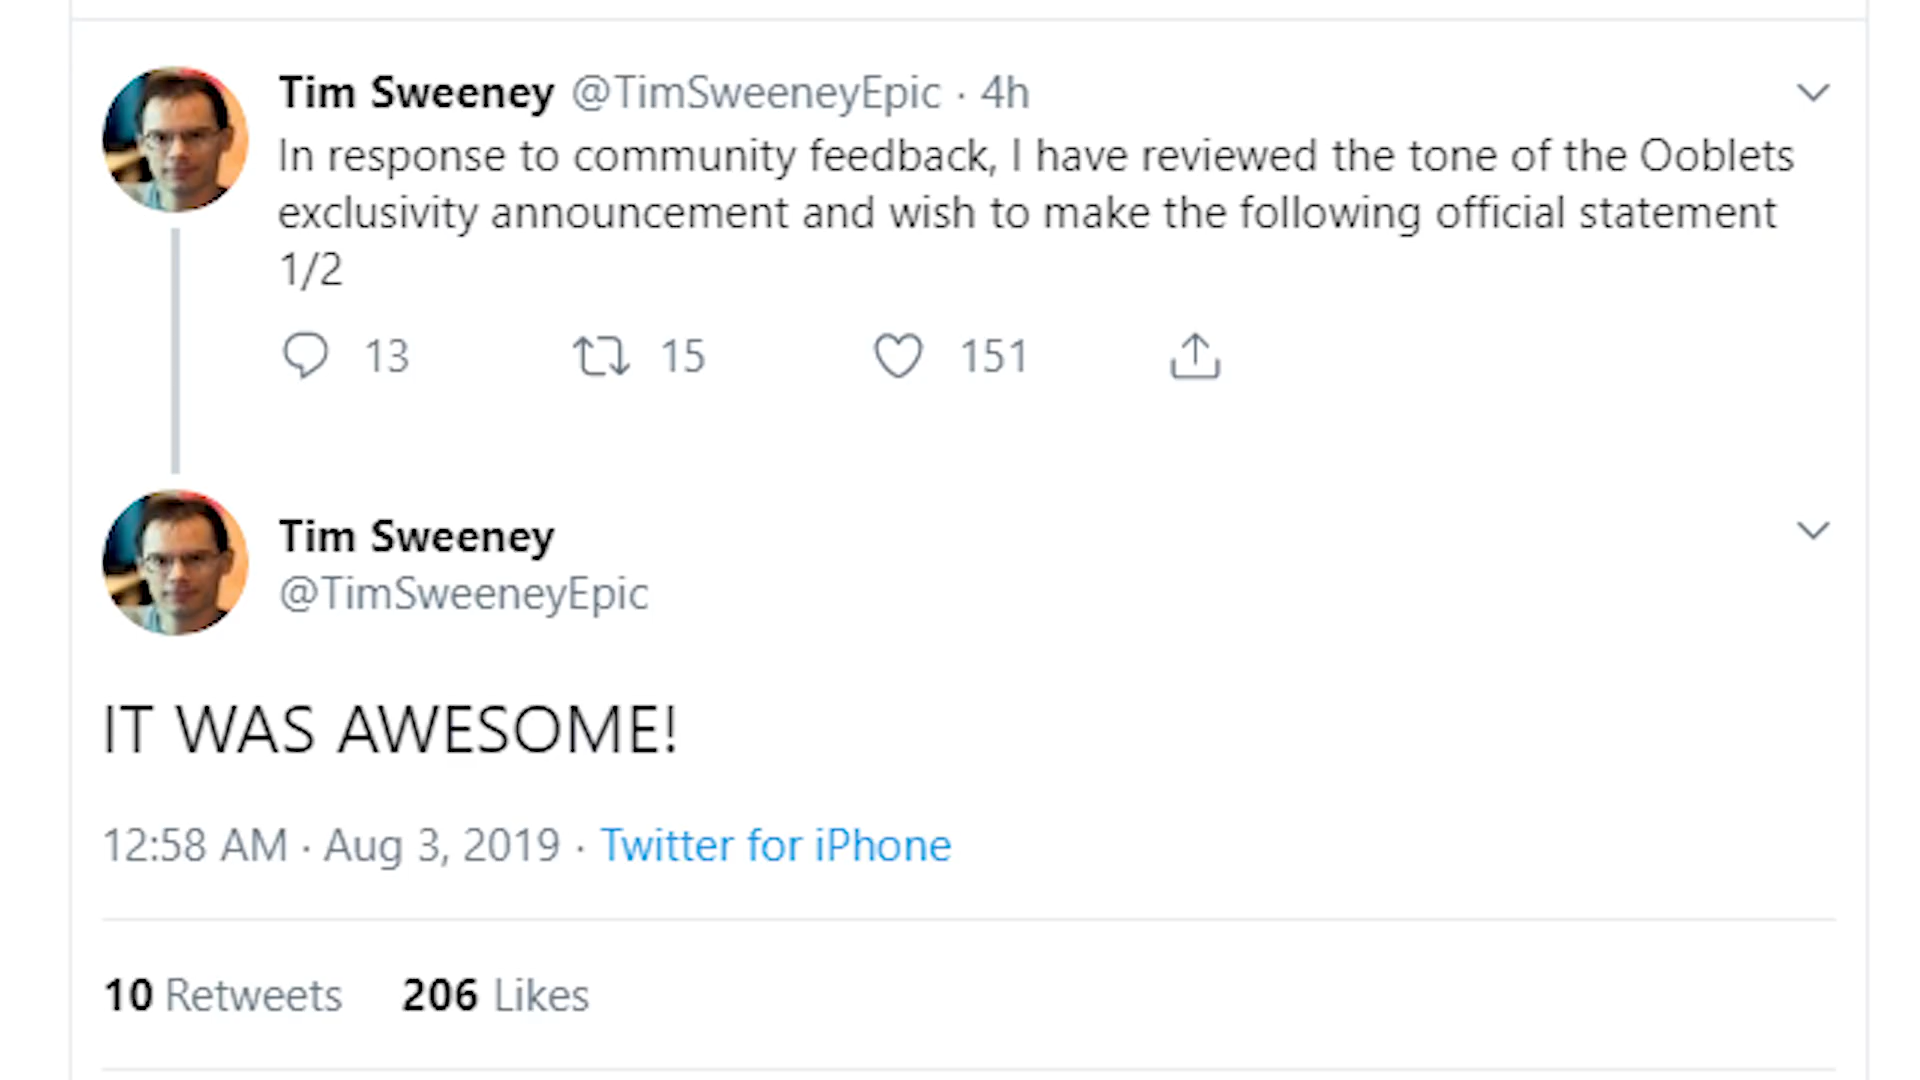 Tim Sweeney @TimSweeneyEpic · 4h
In response to community feedback, I have reviewed the tone of the Ooblets
exclusivity announcement and wish to make the following official statement
1/2
13 15 151
Tim Sweeney
@TimSweeneyEpic
IT WAS AWESOME!
12:58 AM · Aug 3, 2019 · Twitter for iPhone
10 Retweets 206 Likes